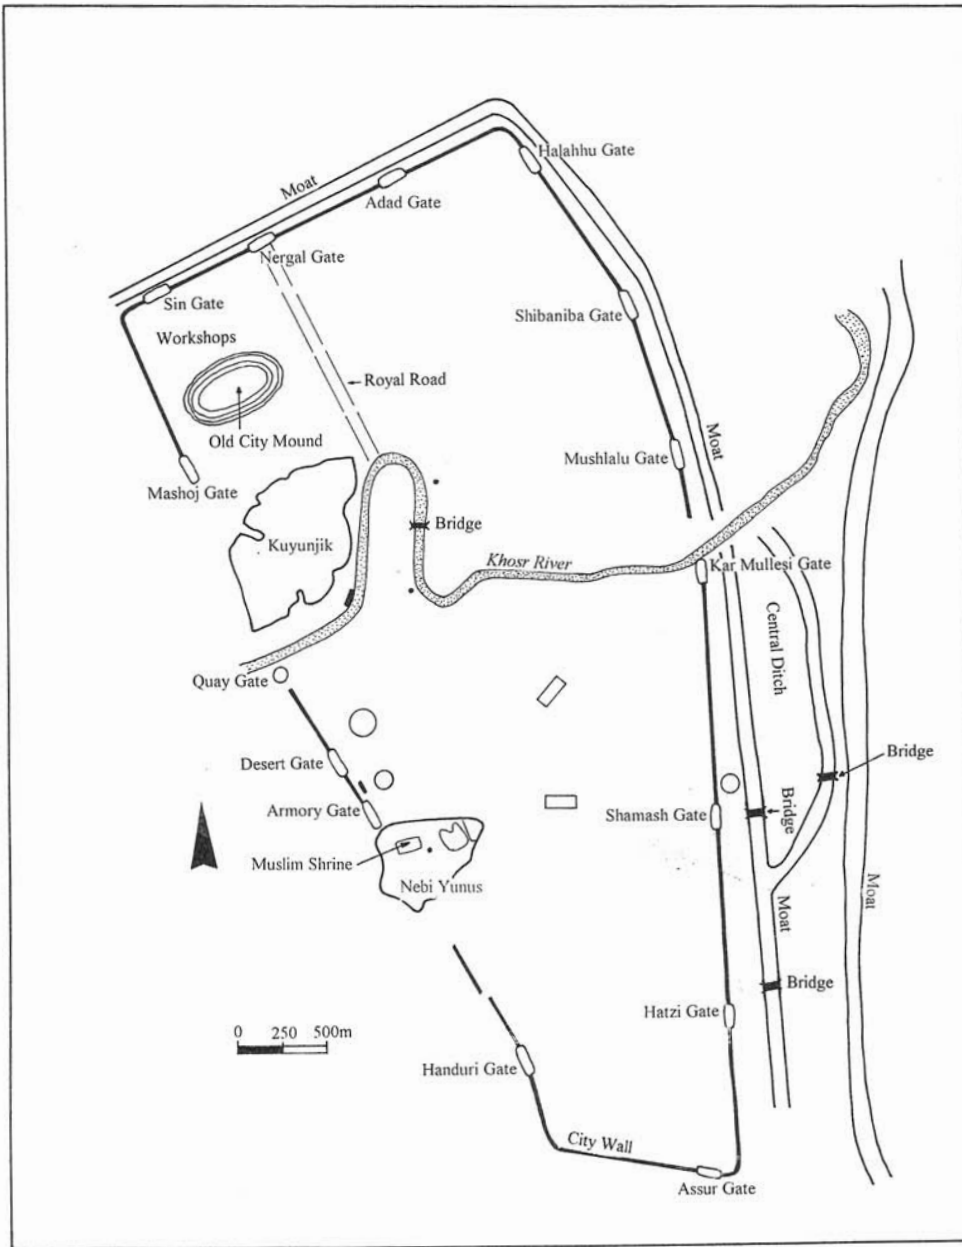 Halahhu Gate
Moat
Adad Gate
Nergal Gate
Sin Gate
Shibaniba Gate
Workshops
Royal Road
Old City Mound
Moat
Mushlalu Gate
Mashoj Gate
Bridge
Kuyunjik
Khosr River
Kar Mullesi Gate
Central Ditch
Quay Gate
Bridge
Desert Gate
Bridge
Armory Gate
Shamash Gate
Muslim Shrine
Nebi Yunus
Moat
Moat
Bridge
Hatzi Gate
0 250 500m
Handuri Gate
City Wall
Assur Gate